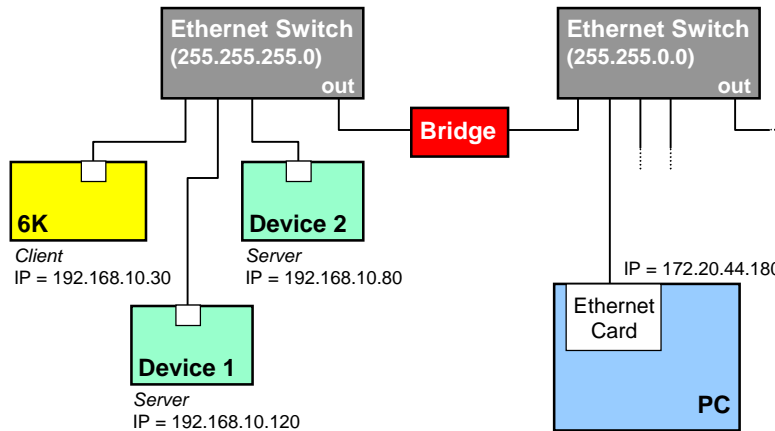 Ethernet Switch
(255.255.255.0)
out
Ethernet Switch
(255.255.0.0)
out
Bridge
6K
Client
IP = 192.168.10.30
Device 2
Server
IP = 192.168.10.80
Device 1
Server
IP = 192.168.10.120
IP = 172.20.44.180
Ethernet
Card
PC